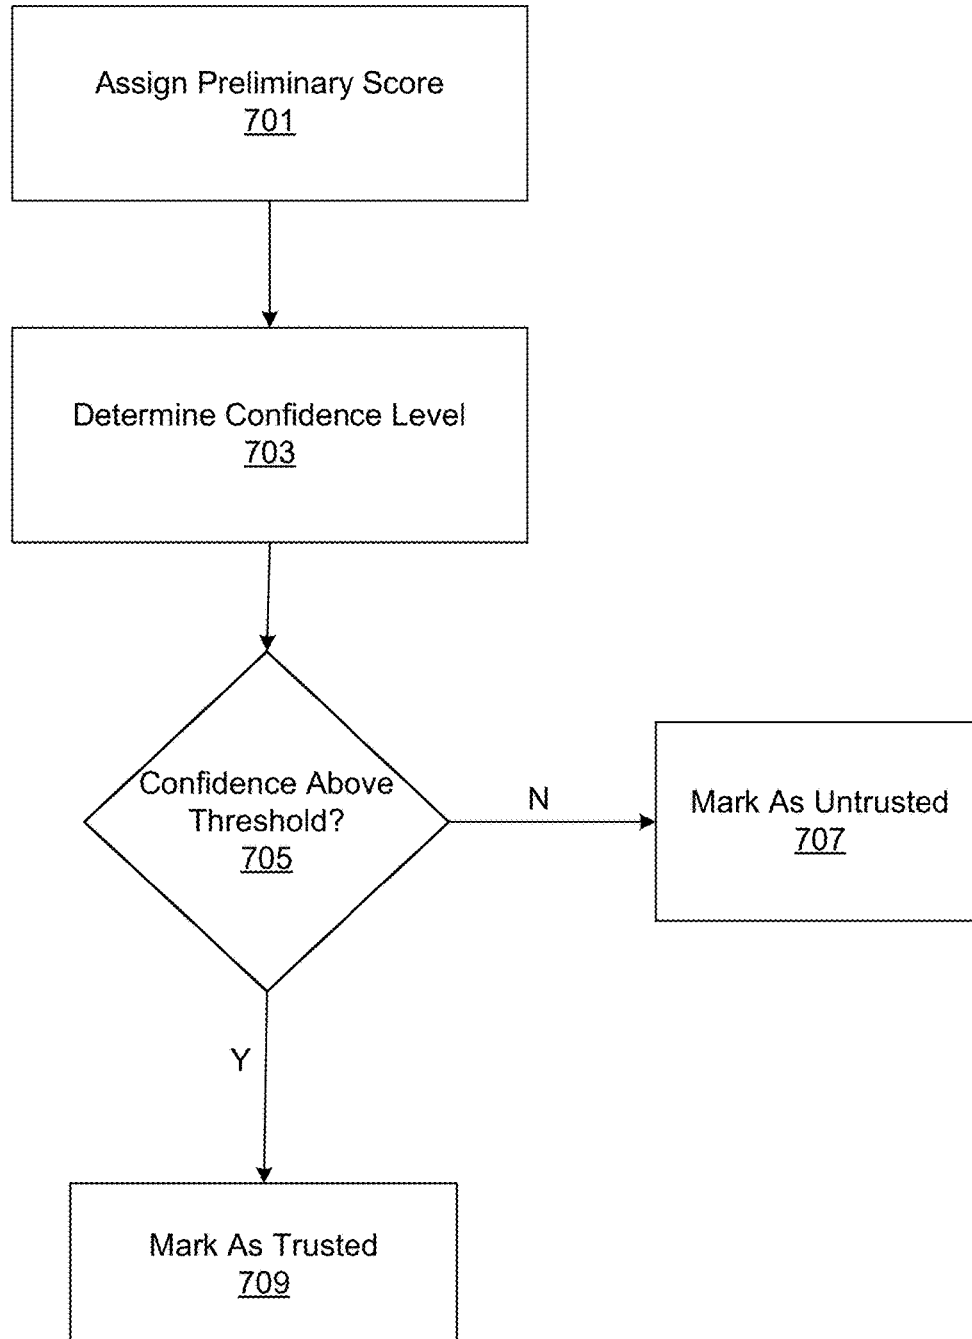 Assign Preliminary Score
701
Determine Confidence Level
703
Confidence Above
Threshold?
705
N
Mark As Untrusted
707
Y
Mark As Trusted
709